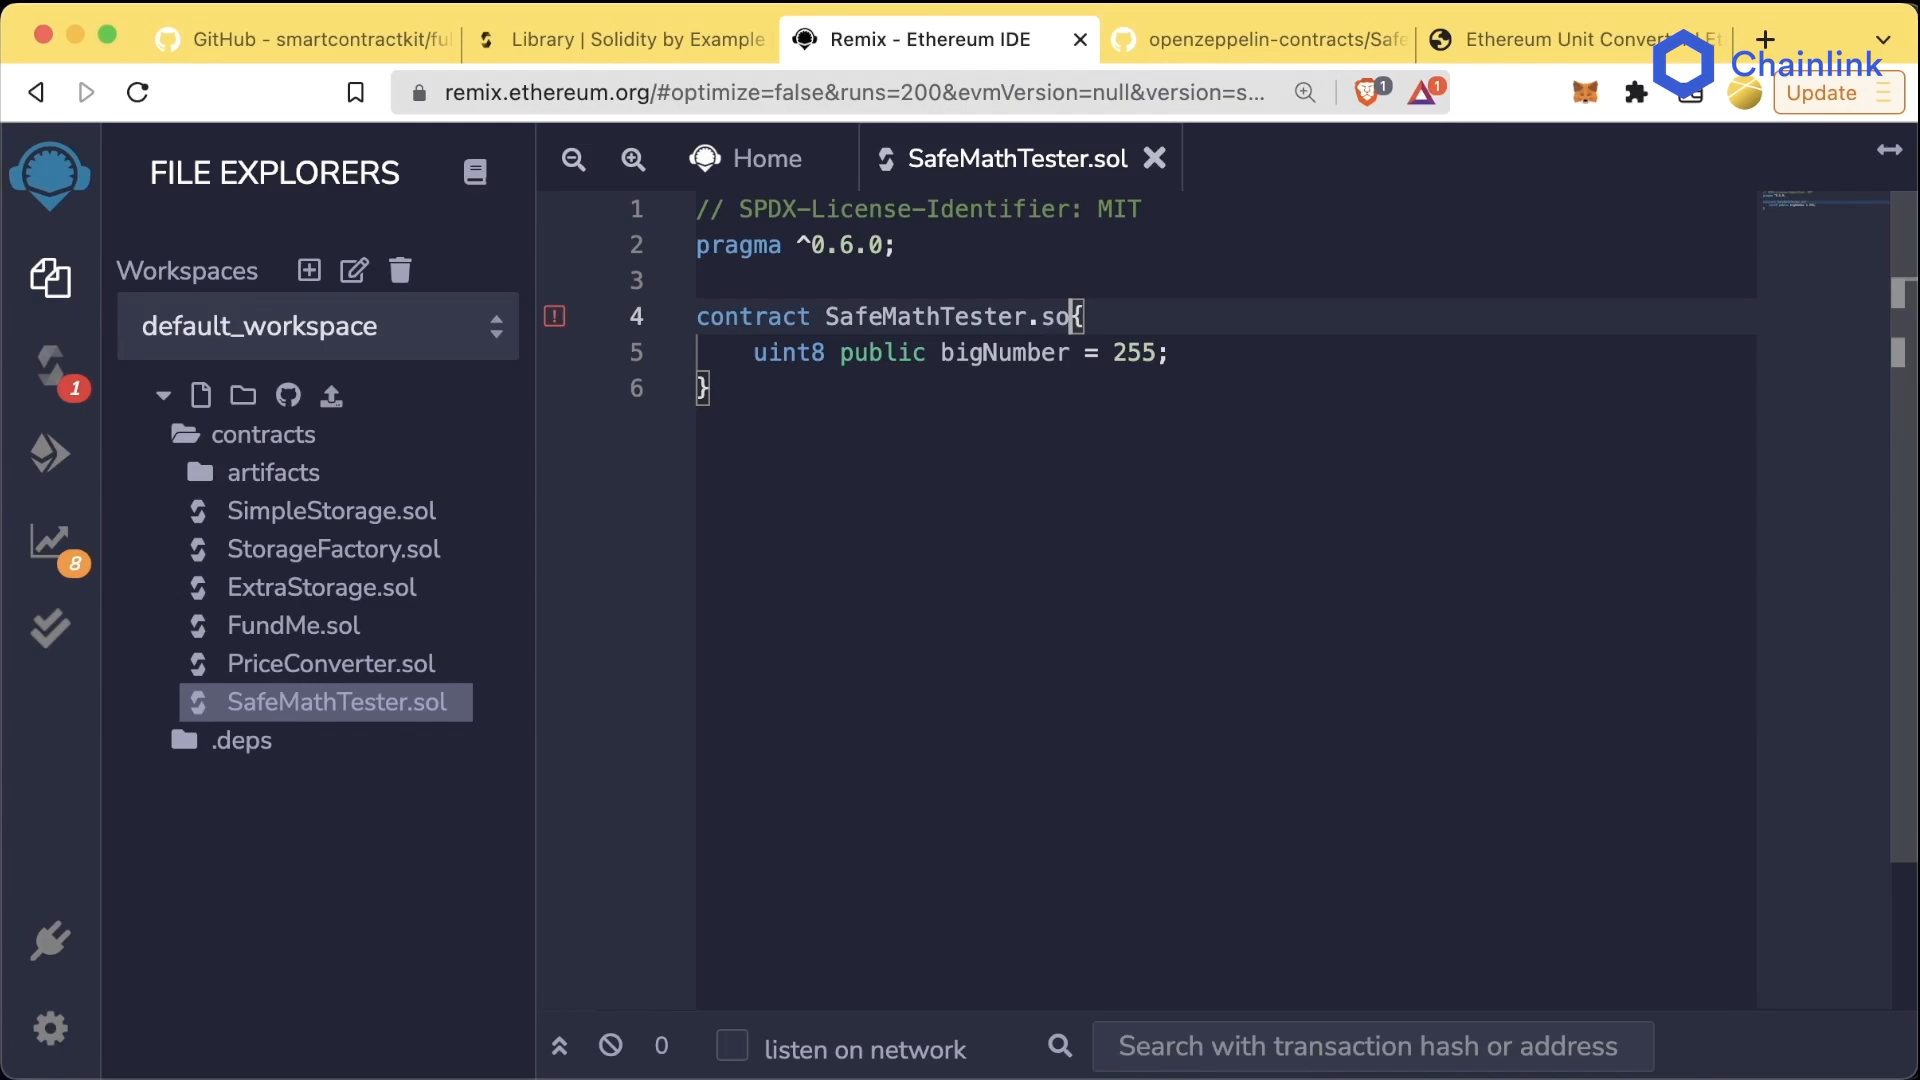 GitHub - smartcontractkit/ful
Library | Solidity by Example
Remix - Ethereum IDE
openzeppelin-contracts/Safe
Ethereum Unit Convert
Chainlink
remix.ethereum.org/#optimize=false&runs=200&evmVersion=null&version=s...
1
1
Update
FILE EXPLORERS
Home
SafeMathTester.sol
Workspaces
default_workspace
1
contracts
artifacts
SimpleStorage.sol
StorageFactory.sol
ExtraStorage.sol
8
FundMe.sol
PriceConverter.sol
SafeMathTester.sol
.deps
1 // SPDX-License-Identifier: MIT
2 pragma ^0.6.0;
3
4 contract SafeMathTester.so{
5 uint8 public bigNumber = 255;
6 }
0
listen on network
Search with transaction hash or address